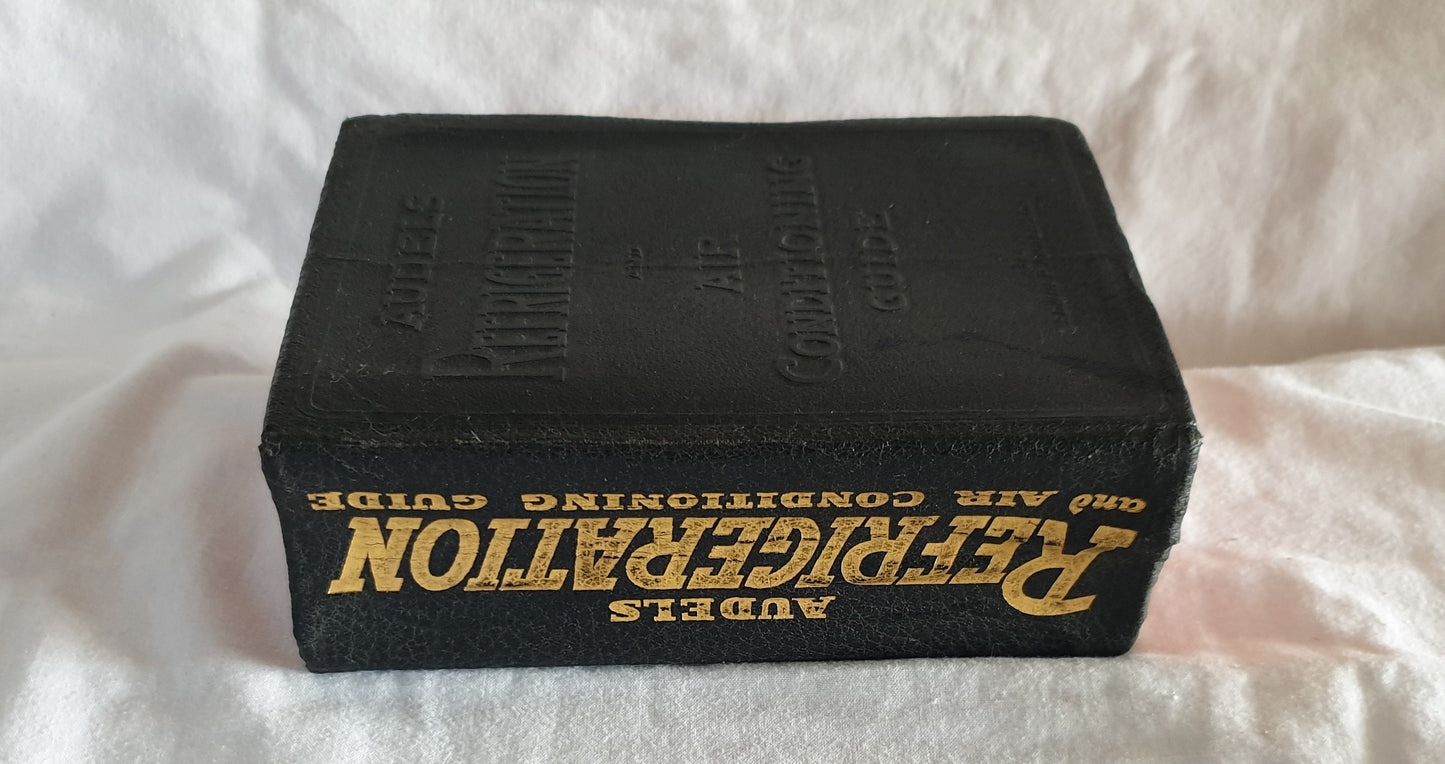 AUDELS
REFRIGERATION
AND
AIR
CONDITIONING
GUIDE
AUDELS
REFRIGERATION
and AIR CONDITIONING GUIDE